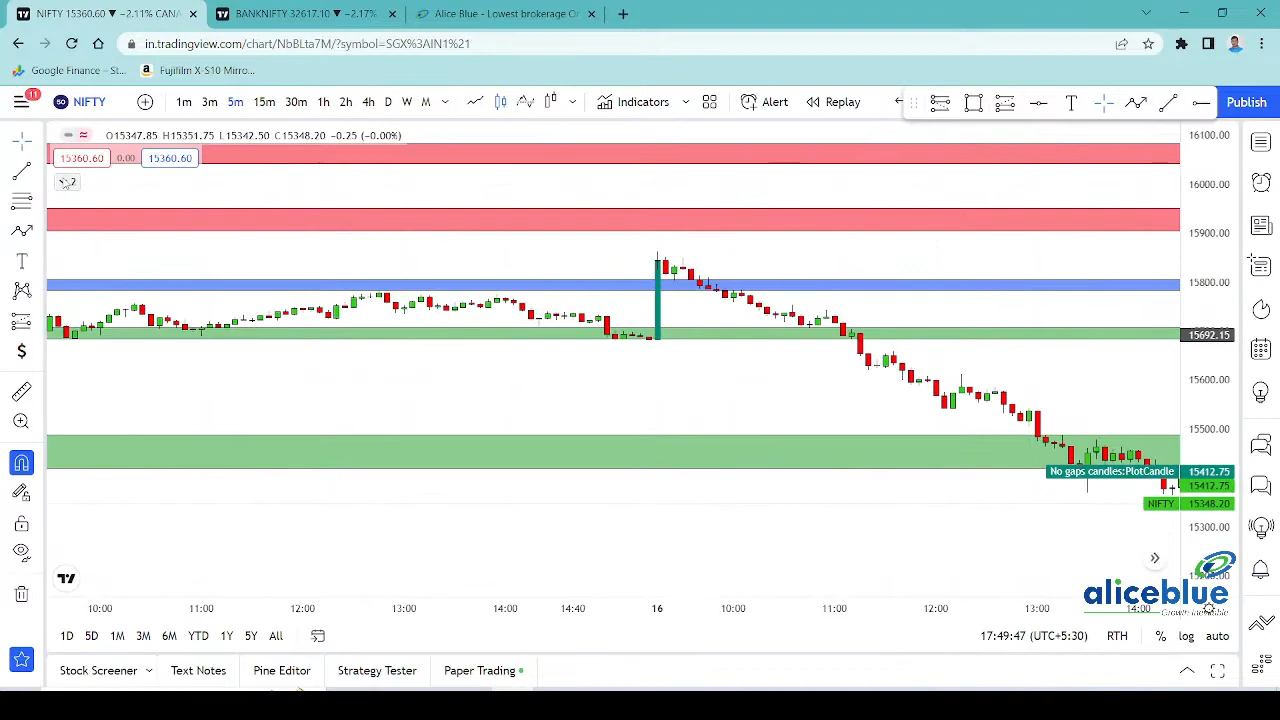 NIFTY 15360.60 ▼ −2.11% CANA
BANKNIFTY 32617.10 ▼ −2.17%
Alice Blue - Lowest brokerage On
in.tradingview.com/chart/NbBLta7M/?symbol=SGX%3AIN1%21
Google Finance – St...
Fujifilm X-S10 Mirro...
11
50 NIFTY
1m 3m 5m 15m 30m 1h 2h 4h D W M
Indicators
Alert
Replay
Publish
O15347.85 H15351.75 L15342.50 C15348.20 −0.25 (−0.00%)
15360.60 0.00 15360.60
2
16100.00
16000.00
15900.00
15800.00
15692.15
15600.00
15500.00
No gaps candles:PlotCandle 15412.75
15412.75
NIFTY 15348.20
15300.00
aliceblue
10:00 11:00 12:00 13:00 14:00 14:40 16 10:00 11:00 12:00 13:00 14:00
1D 5D 1M 3M 6M YTD 1Y 5Y All
17:49:47 (UTC+5:30) RTH % log auto
Stock Screener Text Notes Pine Editor Strategy Tester Paper Trading